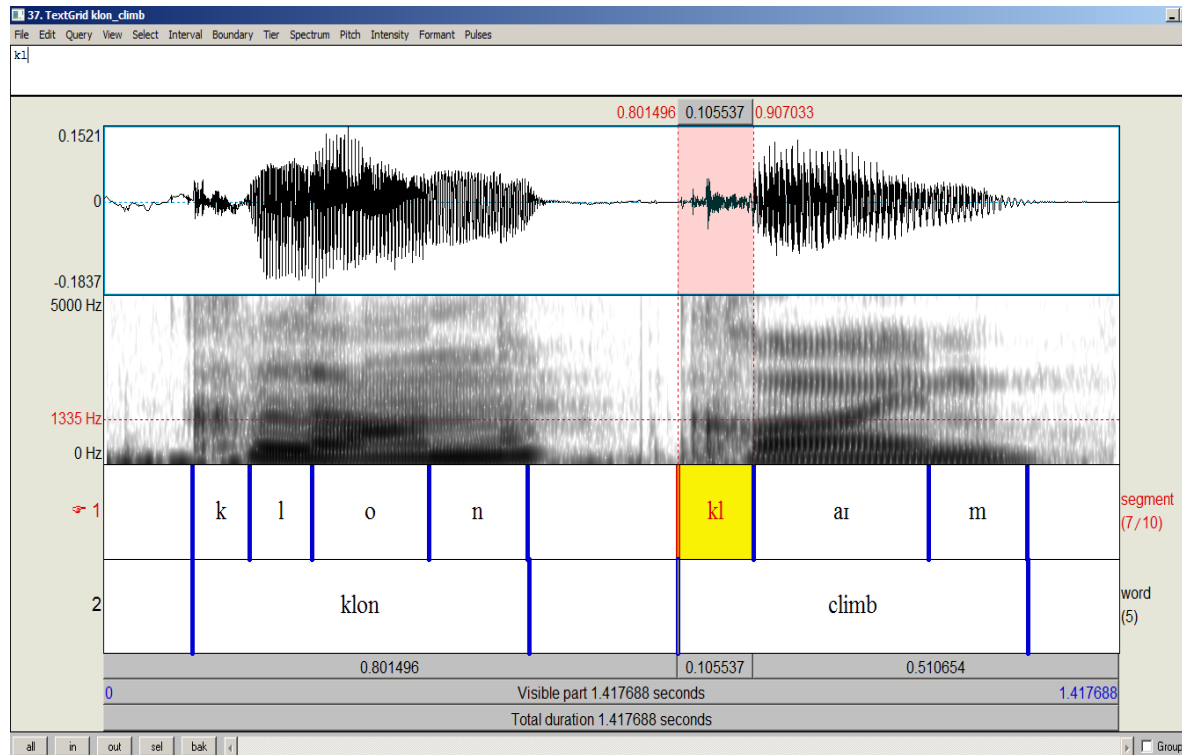 37. TextGrid klon_climb
File Edit Query View Select Interval Boundary Tier Spectrum Pitch Intensity Formant Pulses
kl
0.801496 0.105537 0.907033
0.1521
0
-0.1837
5000 Hz
1335 Hz
0 Hz
1 k l o n kl aɪ m segment (7/10)
2 klon climb word (5)
0.801496 0.105537 0.510654
0 Visible part 1.417688 seconds 1.417688
Total duration 1.417688 seconds
all in out sel bak Group